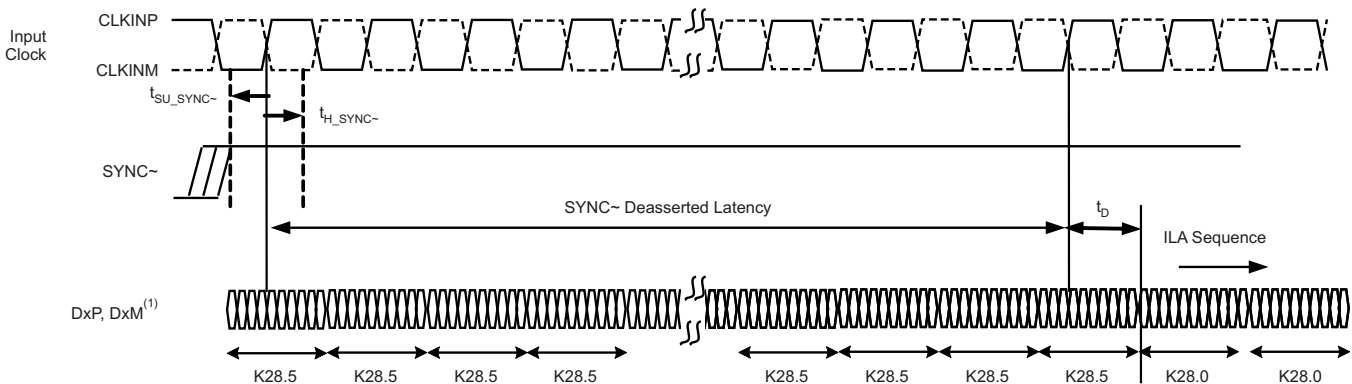 CLKINP
Input
Clock
CLKINM
tSU_SYNC~
tH_SYNC~
SYNC~
SYNC~ Deasserted Latency
tD
ILA Sequence
DxP, DxM(1)
K28.5 K28.5 K28.5 K28.5 K28.5 K28.5 K28.5 K28.5 K28.0 K28.0